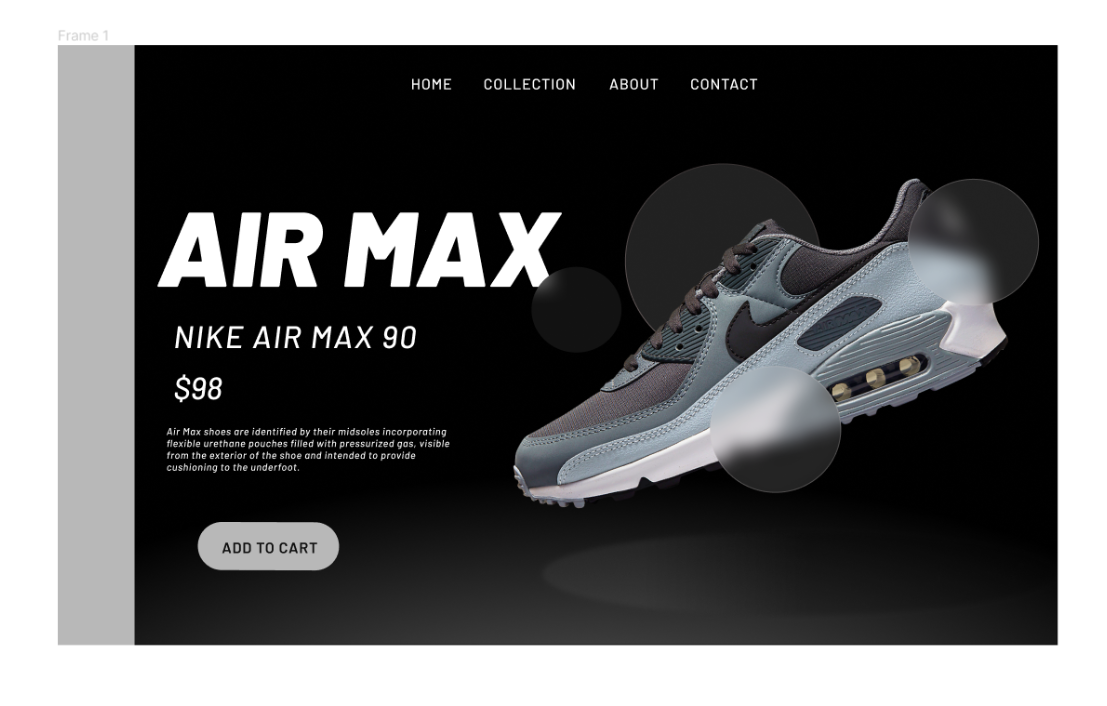 Frame 1
HOME COLLECTION ABOUT CONTACT
AIR MAX
NIKE AIR MAX 90
$98
Air Max shoes are identified by their midsoles incorporating
flexible urethane pouches filled with pressurized gas, visible
from the exterior of the shoe and intended to provide
cushioning to the underfoot.
ADD TO CART